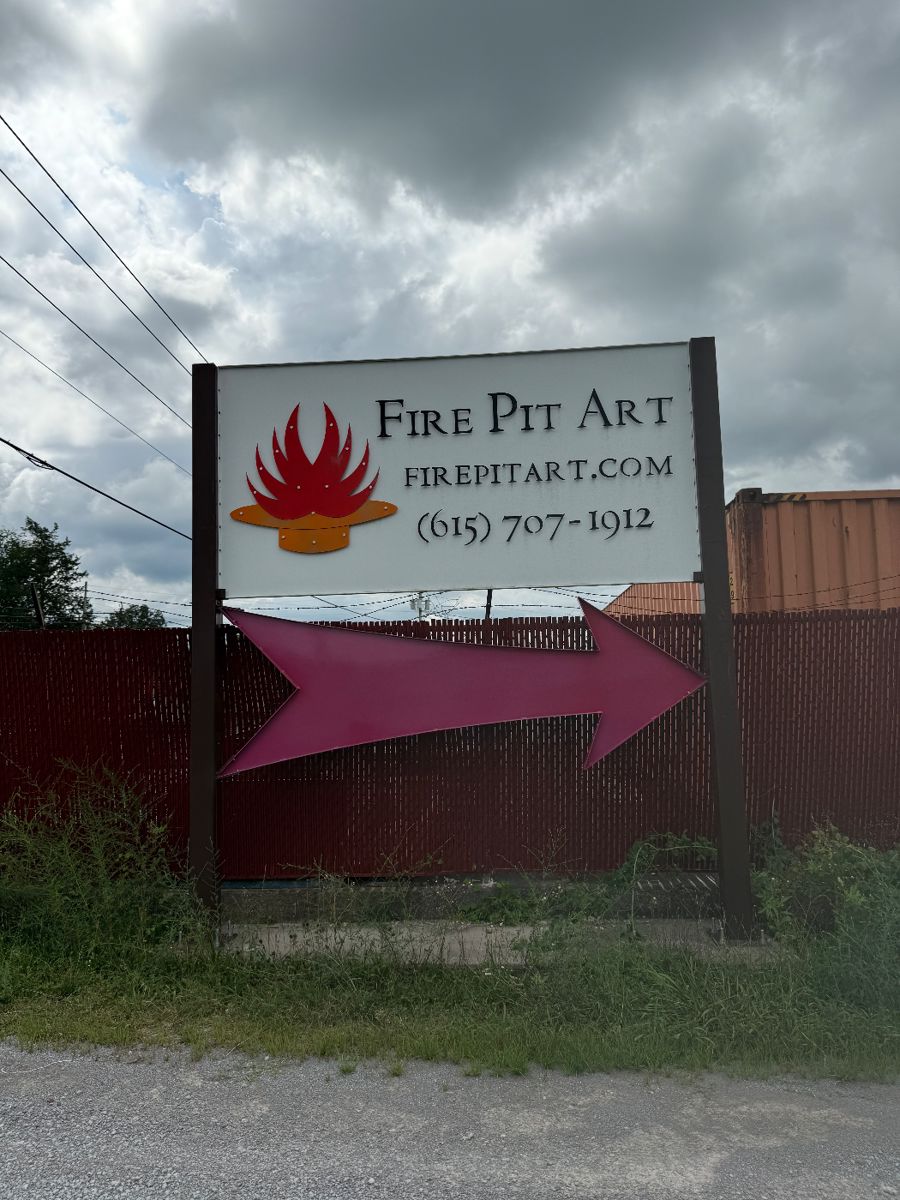 Fire Pit Art
firepitart.com
(615) 707-1912